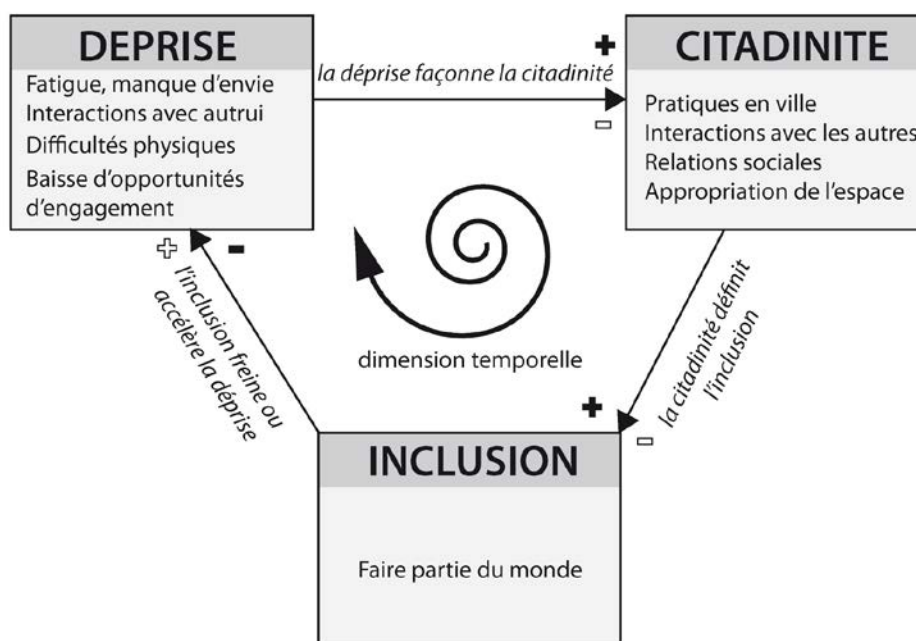 DEPRISE
Fatigue, manque d'envie
Interactions avec autrui
Difficultés physiques
Baisse d'opportunités
d'engagement
+
la déprise façonne la citadinité
−
CITADINITE
Pratiques en ville
Interactions avec les autres
Relations sociales
Appropriation de l'espace
+ −
l'inclusion freine ou
accélère la déprise
dimension temporelle
la citadinité définit
l'inclusion
+
−
INCLUSION
Faire partie du monde